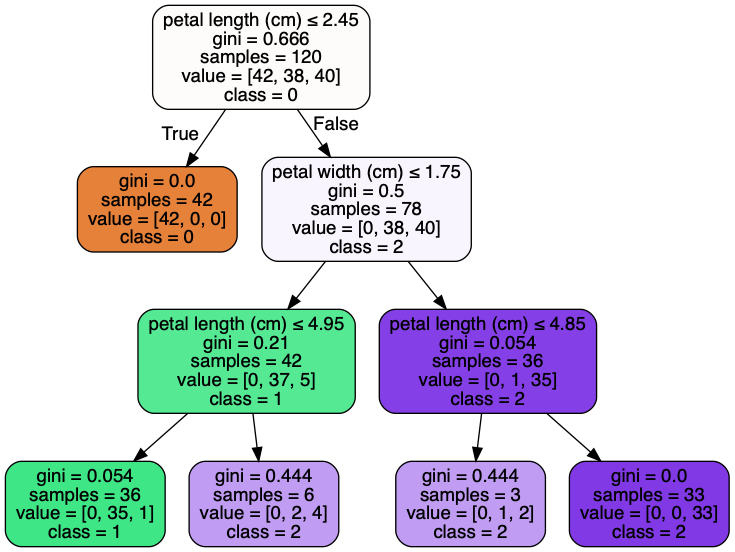 petal length (cm) ≤ 2.45
gini = 0.666
samples = 120
value = [42, 38, 40]
class = 0
True
False
gini = 0.0
samples = 42
value = [42, 0, 0]
class = 0
petal width (cm) ≤ 1.75
gini = 0.5
samples = 78
value = [0, 38, 40]
class = 2
petal length (cm) ≤ 4.95
gini = 0.21
samples = 42
value = [0, 37, 5]
class = 1
petal length (cm) ≤ 4.85
gini = 0.054
samples = 36
value = [0, 1, 35]
class = 2
gini = 0.054
samples = 36
value = [0, 35, 1]
class = 1
gini = 0.444
samples = 6
value = [0, 2, 4]
class = 2
gini = 0.444
samples = 3
value = [0, 1, 2]
class = 2
gini = 0.0
samples = 33
value = [0, 0, 33]
class = 2